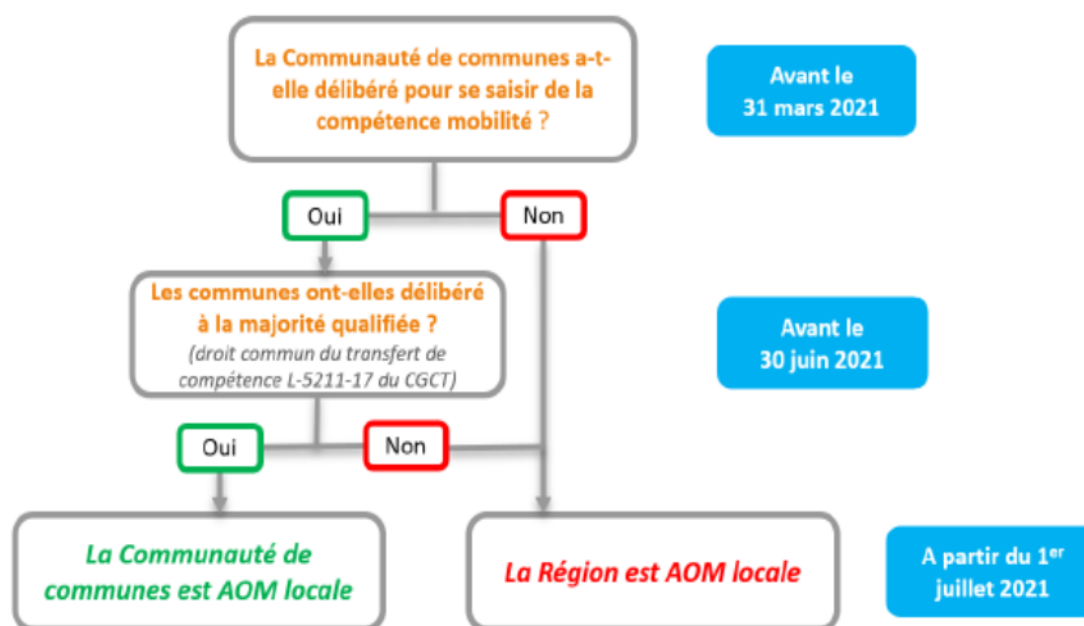 La Communauté de communes a-t-
elle délibéré pour se saisir de la
compétence mobilité ?
Avant le
31 mars 2021
Oui
Non
Les communes ont-elles délibéré
à la majorité qualifiée ?
(droit commun du transfert de
compétence L-5211-17 du CGCT)
Avant le
30 juin 2021
Oui
Non
La Communauté de
communes est AOM locale
La Région est AOM locale
A partir du 1er
juillet 2021